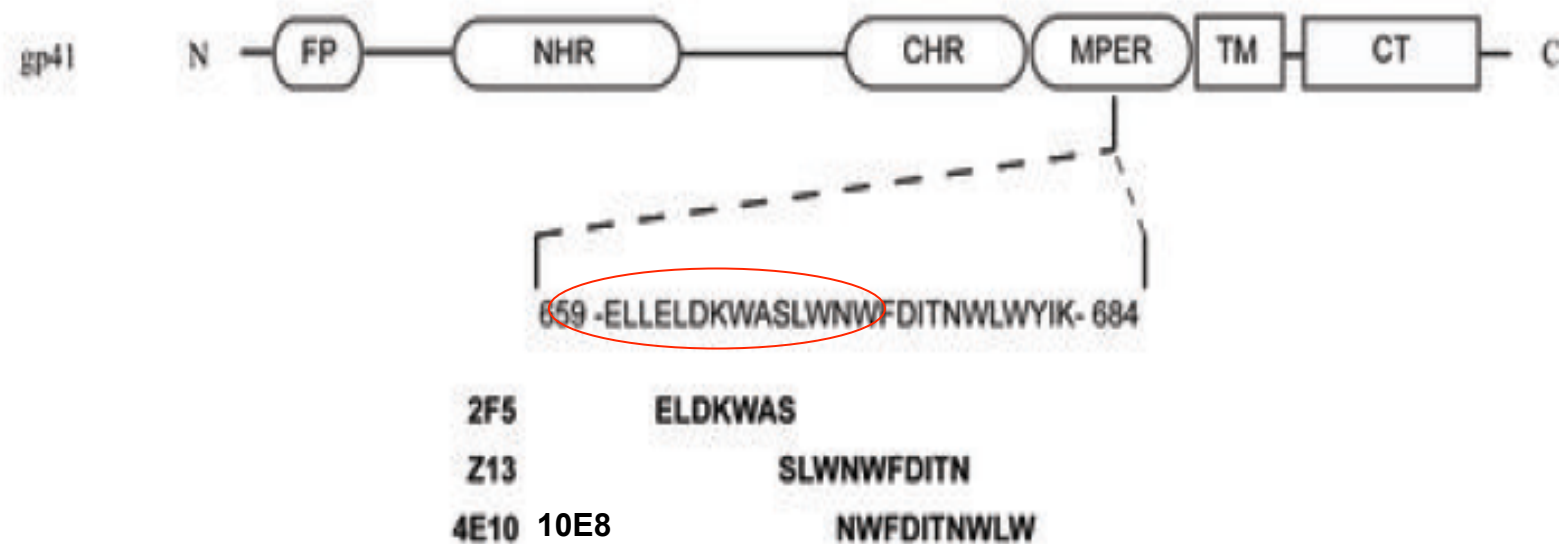 gp41 N FP NHR CHR MPER TM CT C
659 -ELLELDKWASLWNWFDITNWLWYIK- 684
2F5 ELDKWAS
Z13 SLWNWFDITN
4E10 10E8 NWFDITNWLW